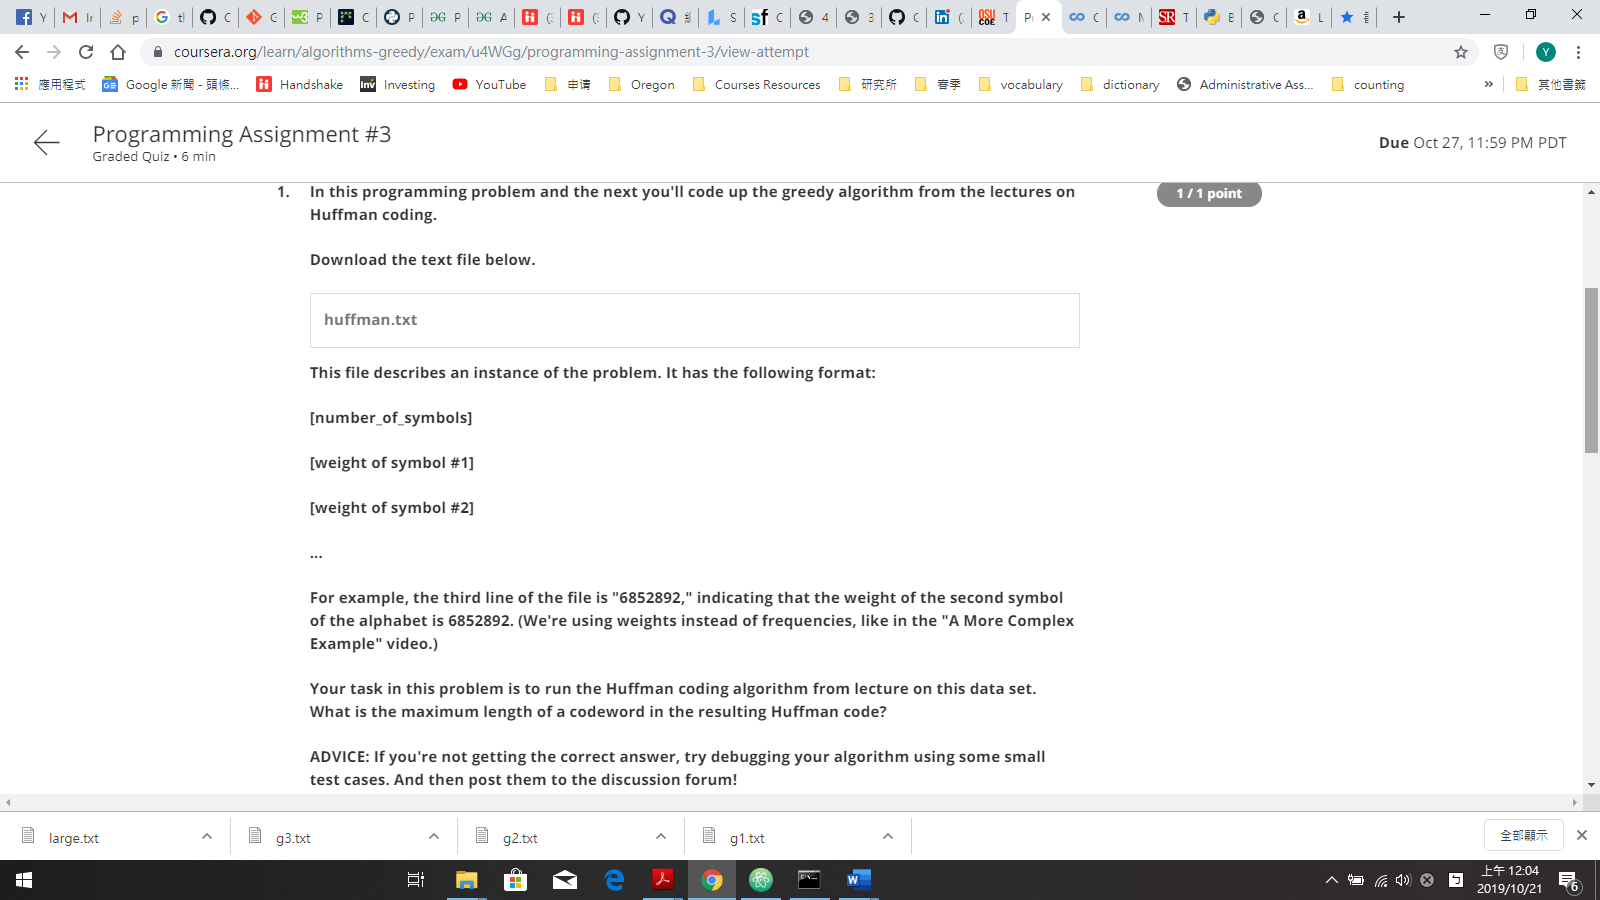 Y
M Ir
p
G tl
C
C
P
C
P
P
A
(
(
Y
S
sf C
4
3
C
in (
OSU COE T
P ×
C
SR T
E
C
a L
+
coursera.org/learn/algorithms-greedy/exam/u4WGg/programming-assignment-3/view-attempt
Y
應用程式 Google 新聞 - 頭條... Handshake Investing YouTube 申请 Oregon Courses Resources 研究所 春季 vocabulary dictionary Administrative Ass... counting » 其他書籤
Programming Assignment #3
Graded Quiz • 6 min
Due Oct 27, 11:59 PM PDT
1. In this programming problem and the next you'll code up the greedy algorithm from the lectures on
Huffman coding.
1 / 1 point
Download the text file below.
huffman.txt
This file describes an instance of the problem. It has the following format:
[number_of_symbols]
[weight of symbol #1]
[weight of symbol #2]
...
For example, the third line of the file is "6852892," indicating that the weight of the second symbol
of the alphabet is 6852892. (We're using weights instead of frequencies, like in the "A More Complex
Example" video.)
Your task in this problem is to run the Huffman coding algorithm from lecture on this data set.
What is the maximum length of a codeword in the resulting Huffman code?
ADVICE: If you're not getting the correct answer, try debugging your algorithm using some small
test cases. And then post them to the discussion forum!
large.txt g3.txt g2.txt g1.txt 全部顯示
上午 12:04
2019/10/21
6